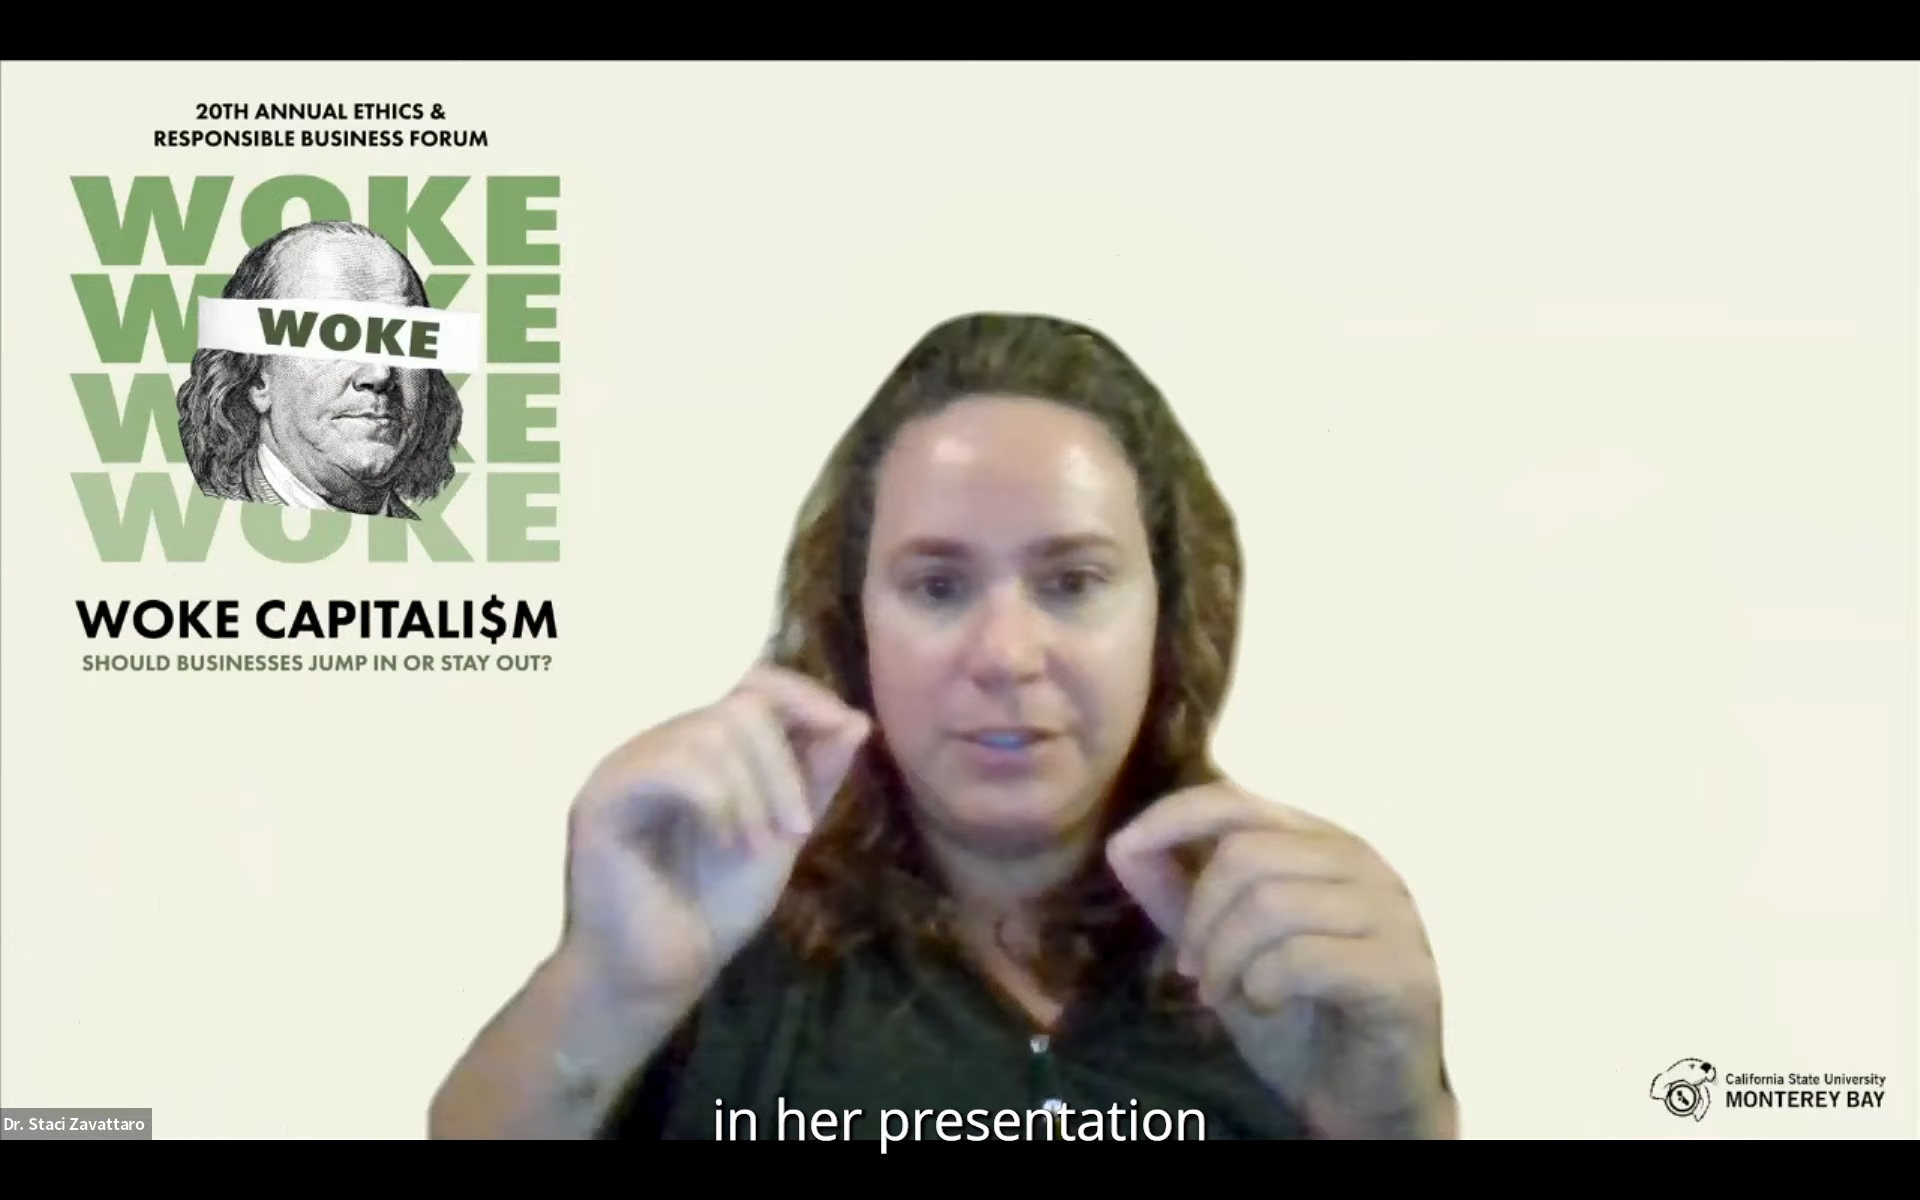 20TH ANNUAL ETHICS &
RESPONSIBLE BUSINESS FORUM
WOKE
WOKE
WOKE
WOKE
WOKE
WOKE CAPITALI$M
SHOULD BUSINESSES JUMP IN OR STAY OUT?
California State University
MONTEREY BAY
Dr. Staci Zavattaro
in her presentation